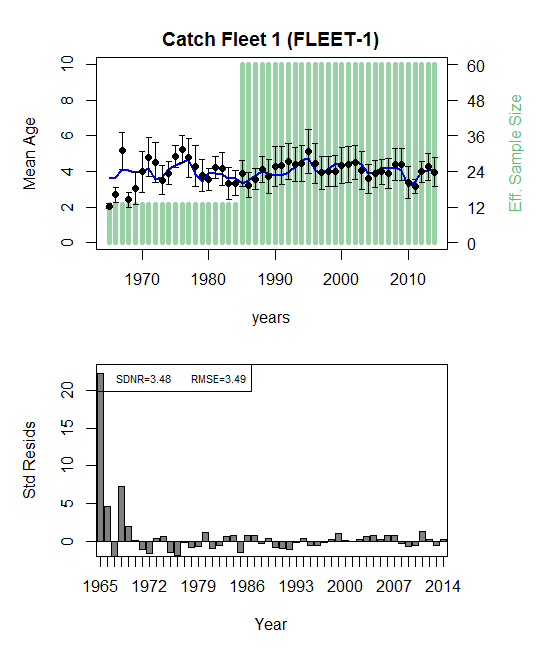 Catch Fleet 1 (FLEET-1)
10
8
6
4
2
0
Mean Age
60
48
36
24
12
0
Eff. Sample Size
1970 1980 1990 2000 2010
years
SDNR=3.48 RMSE=3.49
20
15
10
5
0
Std Resids
1965 1972 1979 1986 1993 2000 2007 2014
Year